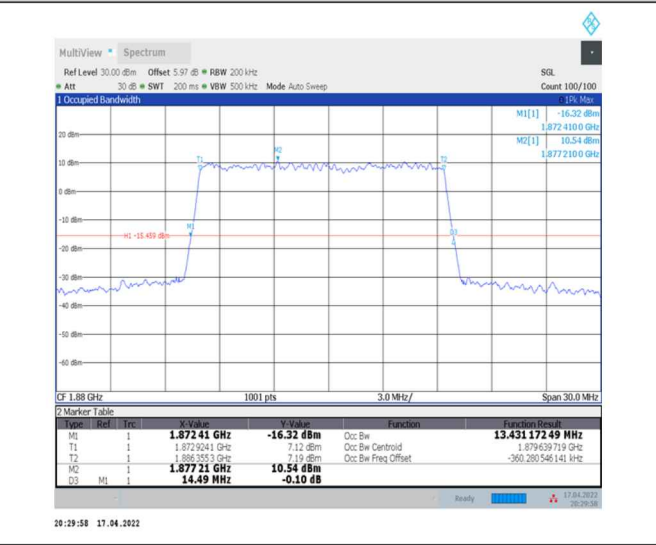 MultiView Spectrum
Ref Level 30.00 dBm Offset 5.97 dB RBW 200 kHz SGL
Att 30 dB SWT 200 ms VBW 500 kHz Mode Auto Sweep Count 100/100
1 Occupied Bandwidth 1Pk Max
M1[1] -16.32 dBm
1.872 410 0 GHz
M2[1] 10.54 dBm
1.877 210 0 GHz
20 dBm
10 dBm
T1 M2 T2
0 dBm
-10 dBm
M1 D3
H1 -15.459 dBm
-20 dBm
-30 dBm
-40 dBm
-50 dBm
-60 dBm
CF 1.88 GHz 1001 pts 3.0 MHz/ Span 30.0 MHz
2 Marker Table
Type Ref Trc X-Value Y-Value Function Function Result
M1 1 1.872 41 GHz -16.32 dBm Occ Bw 13.431 172 49 MHz
T1 1 1.872 924 1 GHz 7.12 dBm Occ Bw Centroid 1.879 639 719 GHz
T2 1 1.886 355 3 GHz 7.19 dBm Occ Bw Freq Offset -360.280 546 141 kHz
M2 1 1.877 21 GHz 10.54 dBm
D3 M1 1 14.49 MHz -0.10 dB
Ready 17.04.2022
20:29:58
20:29:58 17.04.2022